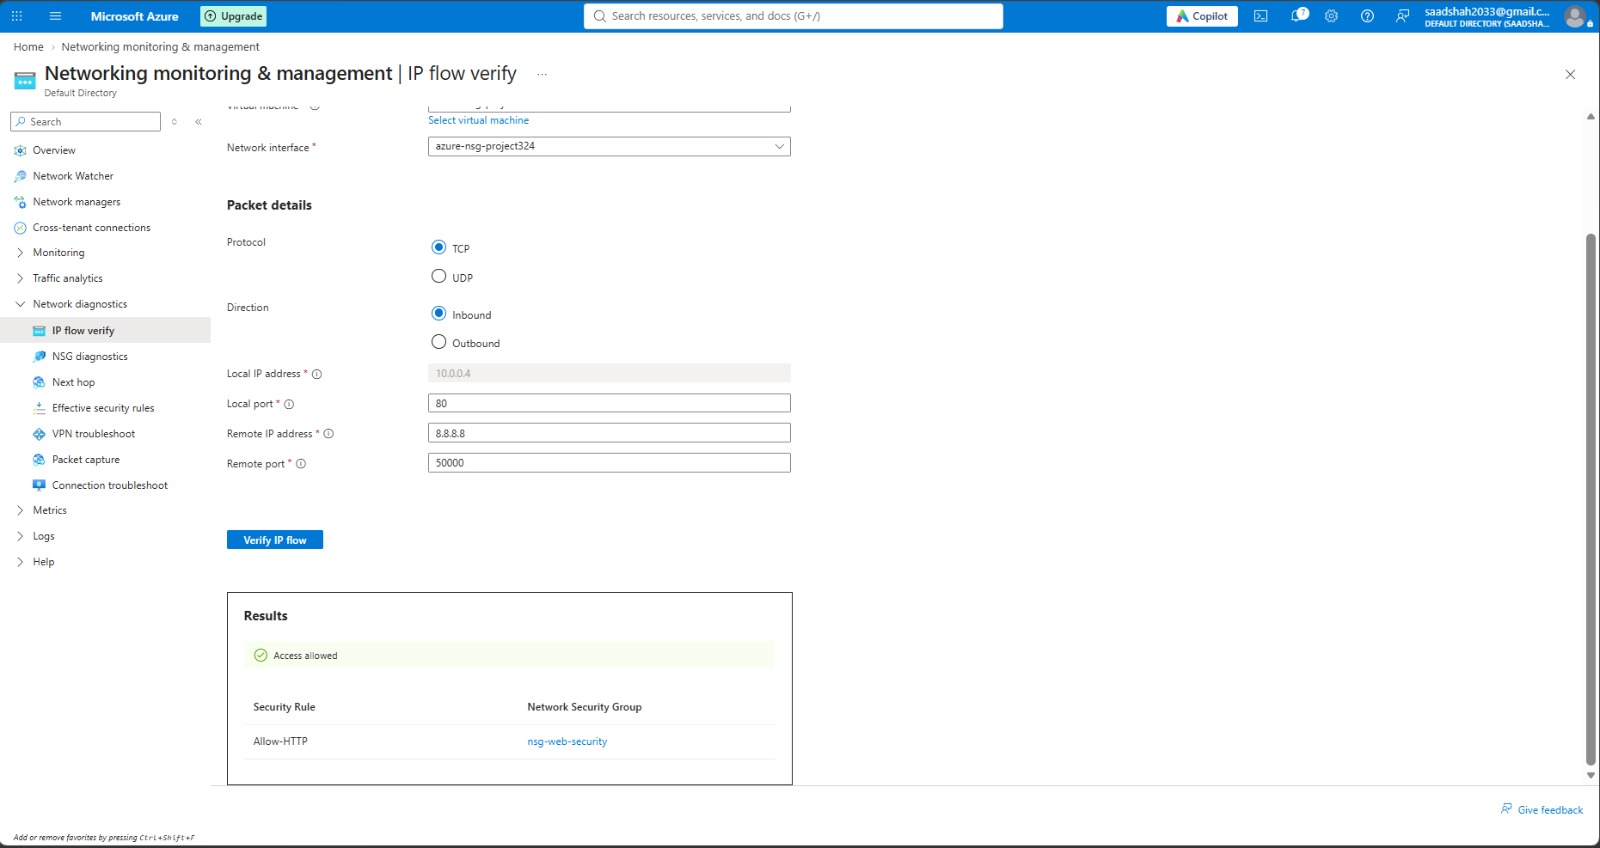 Microsoft Azure
Upgrade
Search resources, services, and docs (G+/)
Copilot
7
saadshah2033@gmail.c...
DEFAULT DIRECTORY (SAADSHA...
Home > Networking monitoring & management
Networking monitoring & management | IP flow verify ...
Default Directory
Search
Overview
Network Watcher
Network managers
Cross-tenant connections
Monitoring
Traffic analytics
Network diagnostics
IP flow verify
NSG diagnostics
Next hop
Effective security rules
VPN troubleshoot
Packet capture
Connection troubleshoot
Metrics
Logs
Help
Virtual machine
Select virtual machine
Network interface * azure-nsg-project324
Packet details
Protocol
TCP
UDP
Direction
Inbound
Outbound
Local IP address * 10.0.0.4
Local port * 80
Remote IP address * 8.8.8.8
Remote port * 50000
Verify IP flow
Results
Access allowed
Security Rule Network Security Group
Allow-HTTP nsg-web-security
Give feedback
Add or remove favorites by pressing Ctrl+Shift+F